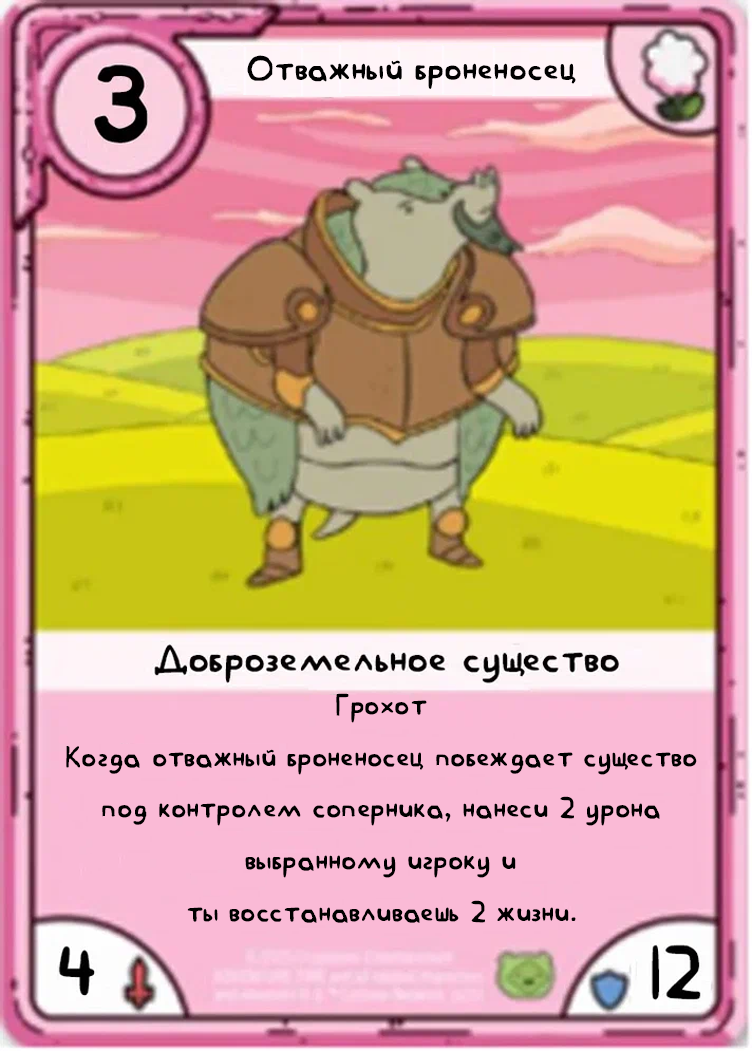 3
Отважный броненосец
Доброземельное существо
Грохот
Когда отважный броненосец побеждает существо
под контролем соперника, нанеси 2 урона
выбранному игроку и
ты восстанавливаешь 2 жизни.
4
12